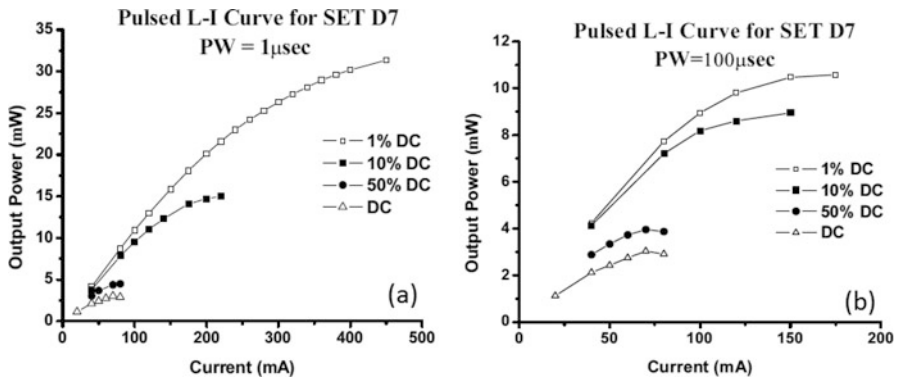 Pulsed L-I Curve for SET D7
PW = 1μsec
Output Power (mW)
35
30
25
20
15
10
5
0
1% DC
10% DC
50% DC
DC
(a)
0 100 200 300 400 500
Current (mA)
Pulsed L-I Curve for SET D7
PW=100μsec
Output Power (mW)
12
10
8
6
4
2
0
1% DC
10% DC
50% DC
DC
(b)
0 50 100 150 200
Current (mA)